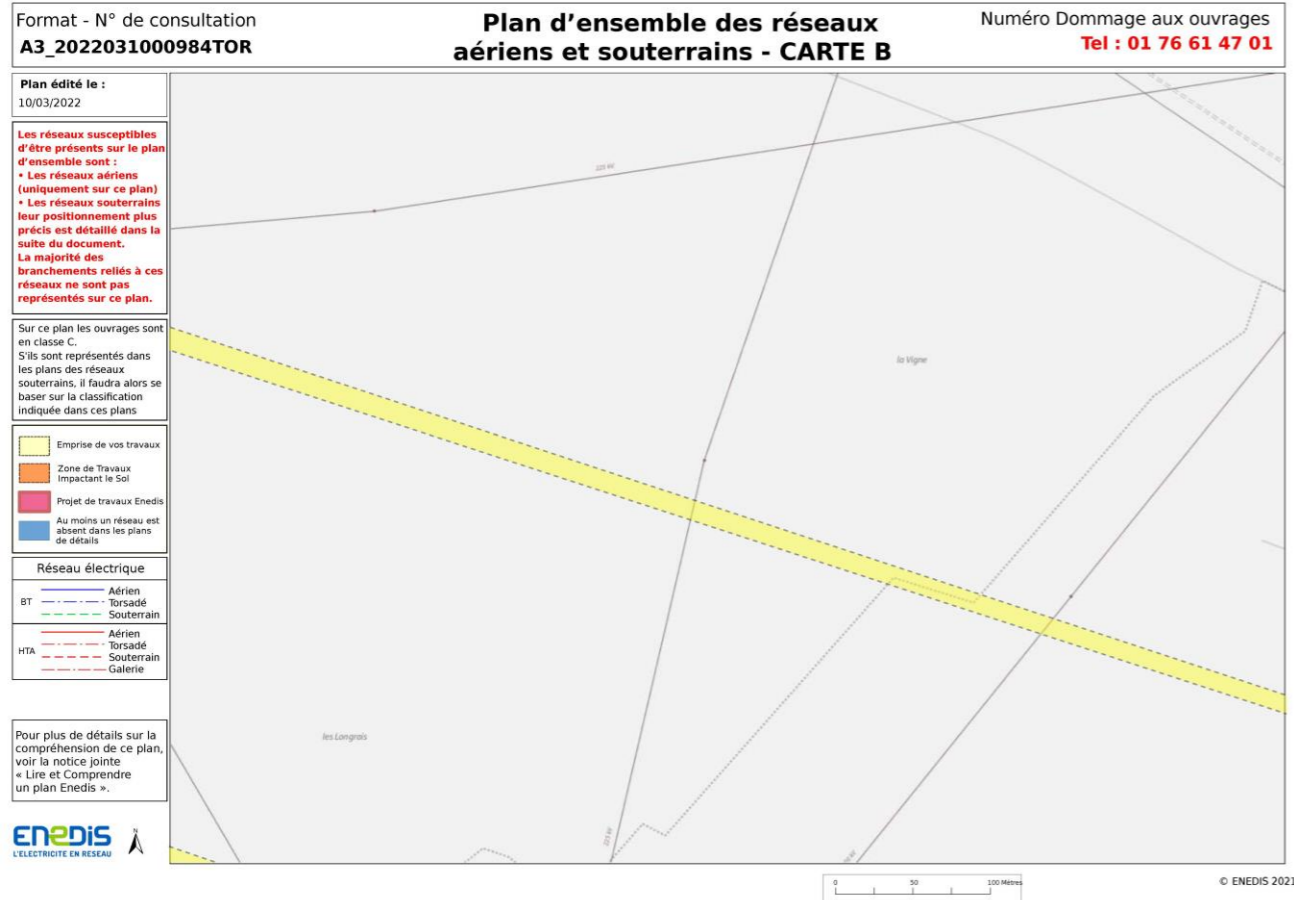 Format - N° de consultation
A3_2022031000984TOR
Plan d’ensemble des réseaux
aériens et souterrains - CARTE B
Numéro Dommage aux ouvrages
Tel : 01 76 61 47 01
Plan édité le :
10/03/2022
Les réseaux susceptibles
d’être présents sur le plan
d’ensemble sont :
• Les réseaux aériens
(uniquement sur ce plan)
• Les réseaux souterrains
leur positionnement plus
précis est détaillé dans la
suite du document.
La majorité des
branchements reliés à ces
réseaux ne sont pas
représentés sur ce plan.
Sur ce plan les ouvrages sont
en classe C.
S'ils sont représentés dans
les plans des réseaux
souterrains, il faudra alors se
baser sur la classification
indiquée dans ces plans
Emprise de vos travaux
Zone de Travaux
Impactant le Sol
Projet de travaux Enedis
Au moins un réseau est
absent dans les plans
de détails
Réseau électrique
BT
Aérien
Torsadé
Souterrain
HTA
Aérien
Torsadé
Souterrain
Galerie
Pour plus de détails sur la
compréhension de ce plan,
voir la notice jointe
« Lire et Comprendre
un plan Enedis ».
ENEDIS
L'ELECTRICITE EN RESEAU
N
225 kV
la Vigne
les Longrais
225 kV
0 50 100 Mètres
© ENEDIS 2021